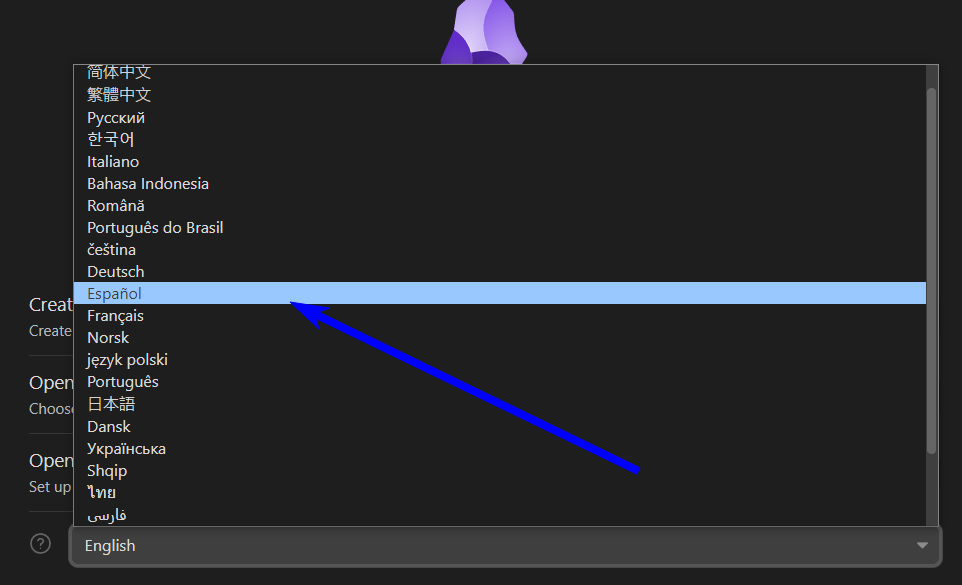 简体中文
繁體中文
Русский
한국어
Italiano
Bahasa Indonesia
Română
Português do Brasil
čeština
Deutsch
Español
Français
Norsk
język polski
Português
日本語
Dansk
Українська
Shqip
ไทย
فارسی
Creat
Create
Open
Choose
Open
Set up
?
English